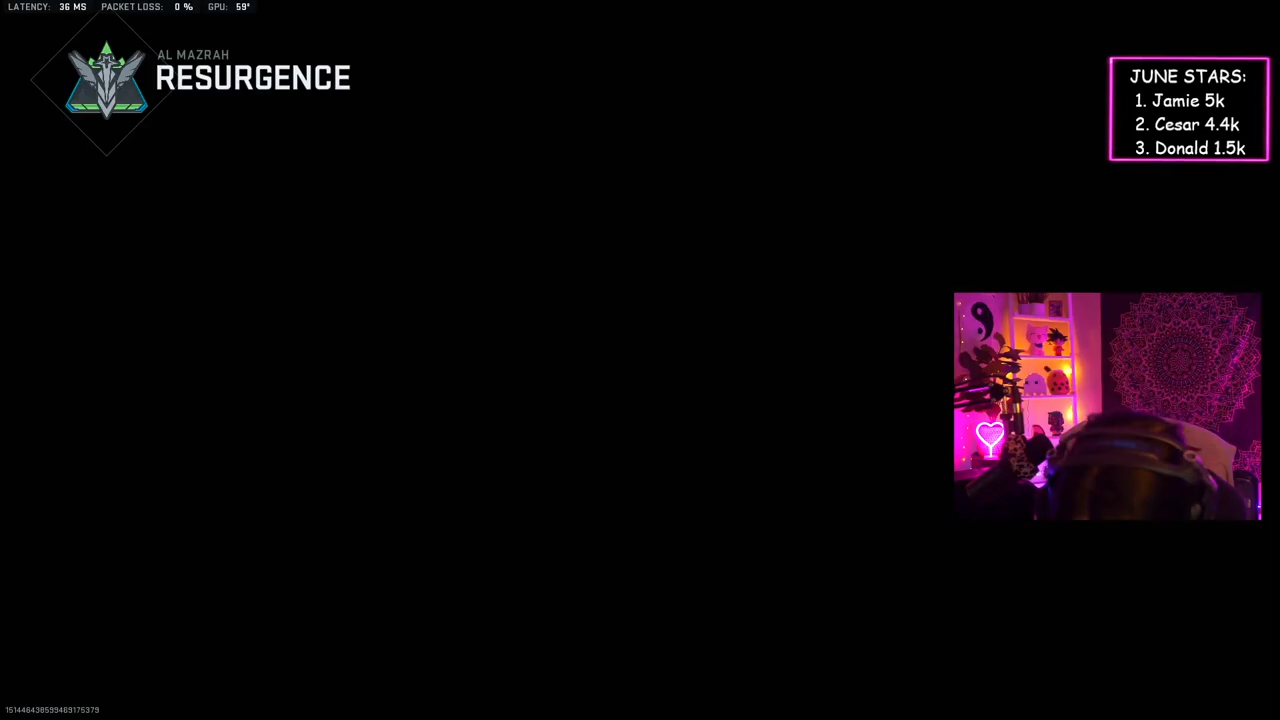 LATENCY: 36 MS PACKET LOSS: 0 % GPU: 59°
AL MAZRAH
RESURGENCE
JUNE STARS:
1. Jamie 5k
2. Cesar 4.4k
3. Donald 1.5k
151446438599469175379